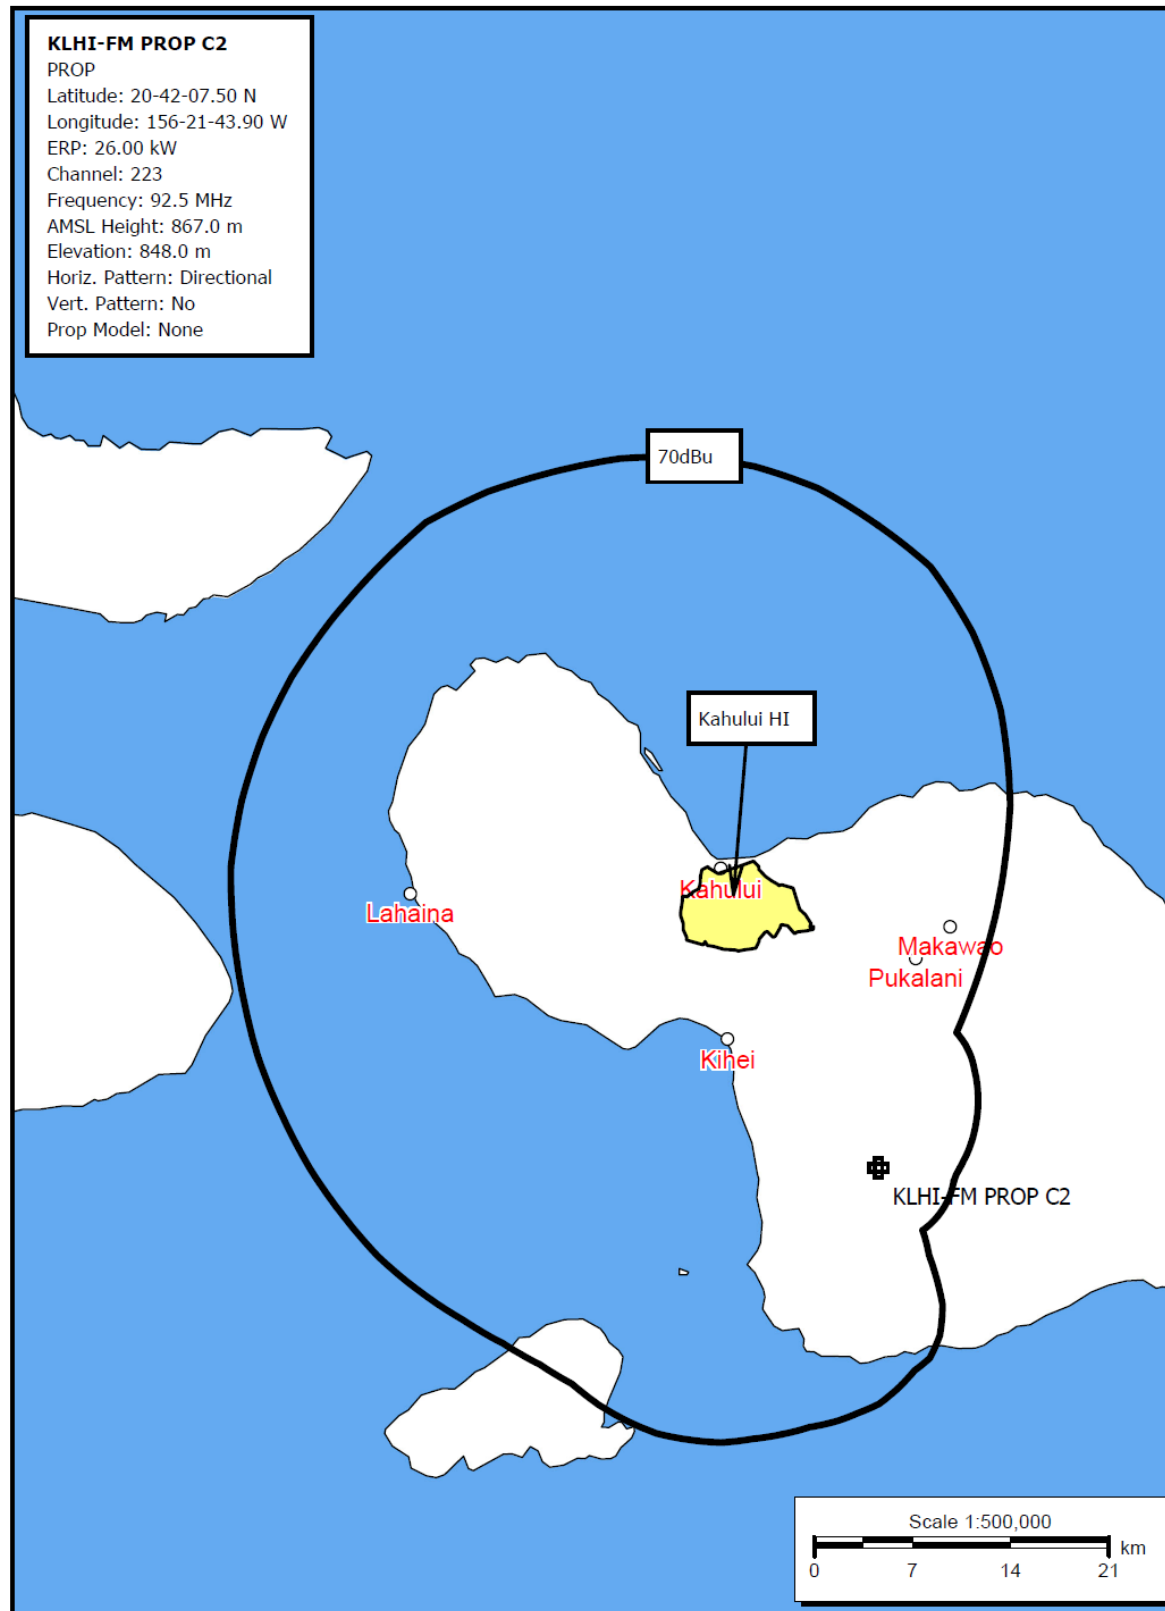 KLHI-FM PROP C2
PROP
Latitude: 20-42-07.50 N
Longitude: 156-21-43.90 W
ERP: 26.00 kW
Channel: 223
Frequency: 92.5 MHz
AMSL Height: 867.0 m
Elevation: 848.0 m
Horiz. Pattern: Directional
Vert. Pattern: No
Prop Model: None
70dBu
Kahului HI
Kahului
Lahaina
Makawao
Pukalani
Kihei
KLHI-FM PROP C2
Scale 1:500,000
km
0 7 14 21